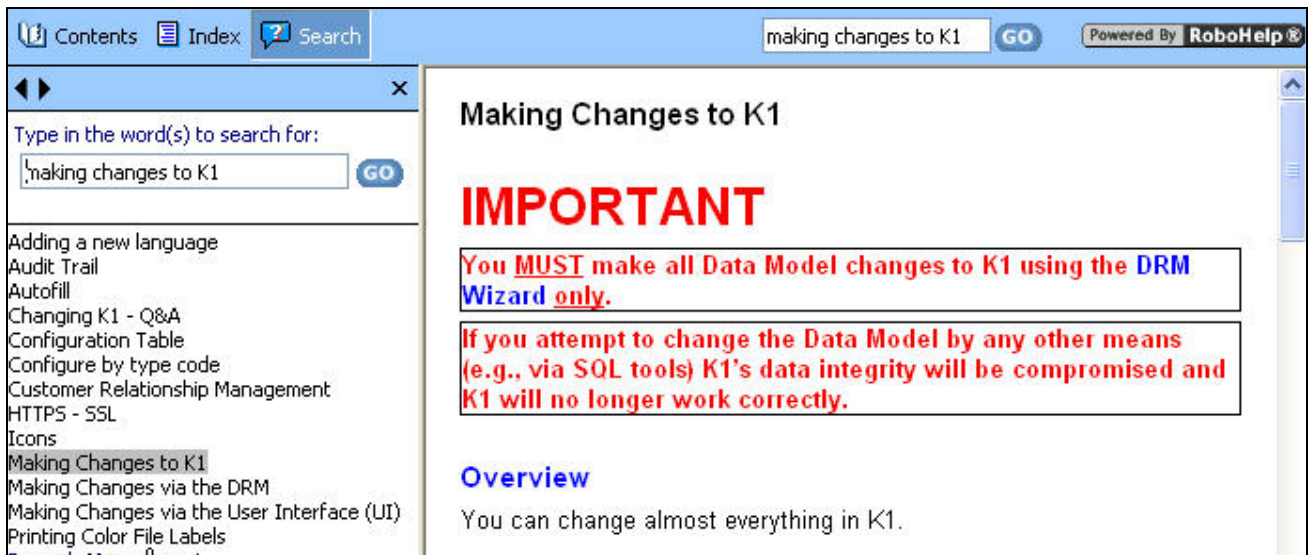 Contents Index Search making changes to K1 GO Powered By RoboHelp®
Type in the word(s) to search for:
making changes to K1 GO
Adding a new language
Audit Trail
Autofill
Changing K1 - Q&A
Configuration Table
Configure by type code
Customer Relationship Management
HTTPS - SSL
Icons
Making Changes to K1
Making Changes via the DRM
Making Changes via the User Interface (UI)
Printing Color File Labels
Making Changes to K1
IMPORTANT
You MUST make all Data Model changes to K1 using the DRM
Wizard only.
If you attempt to change the Data Model by any other means
(e.g., via SQL tools) K1's data integrity will be compromised and
K1 will no longer work correctly.
Overview
You can change almost everything in K1.